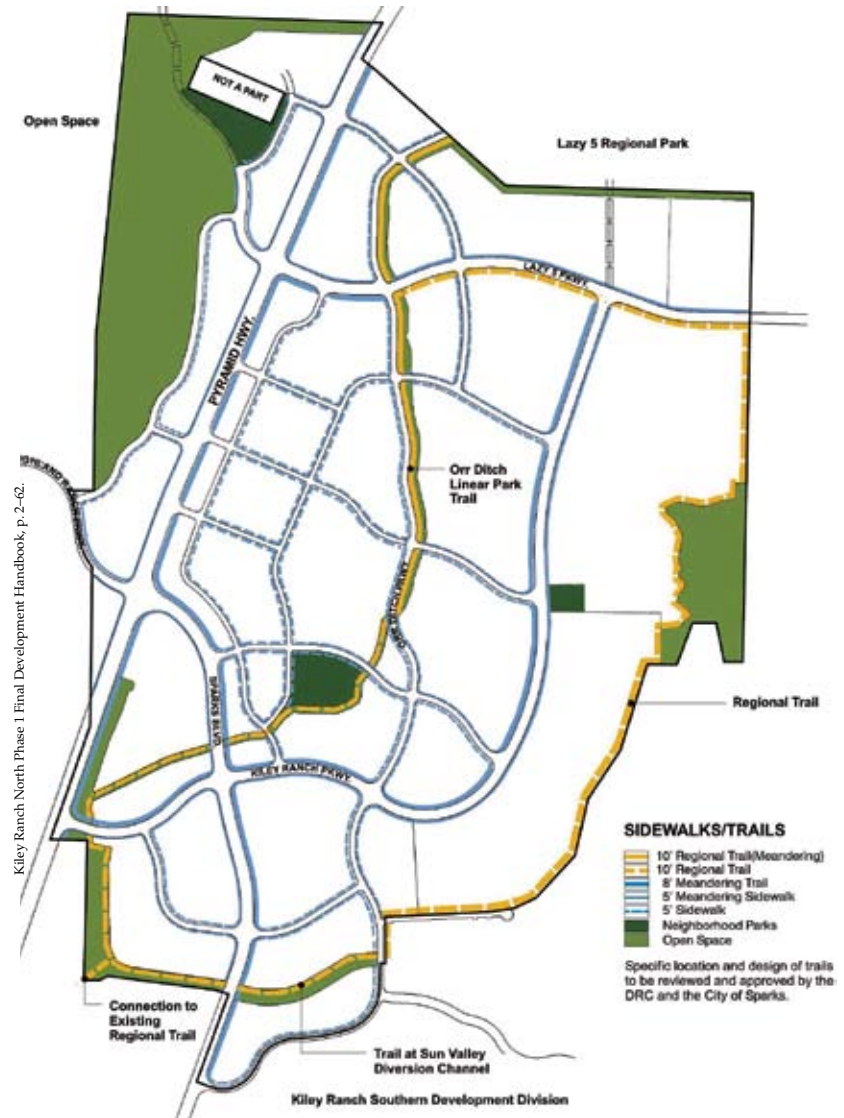 NOT A PART
Open Space
Lazy 5 Regional Park
LAZY 5 PKWY.
PYRAMID HWY.
Orr Ditch
Linear Park
Trail
ORR DITCH PKWY
SPARKS BLVD
Regional Trail
KILEY RANCH PKWY.
SIDEWALKS/TRAILS
10' Regional Trail(Meandering)
10' Regional Trail
8' Meandering Trail
5' Meandering Sidewalk
5' Sidewalk
Neighborhood Parks
Open Space
Specific location and design of trails
to be reviewed and approved by the
DRC and the City of Sparks.
Connection to
Existing
Regional Trail
Trail at Sun Valley
Diversion Channel
Kiley Ranch Southern Development Division
Kiley Ranch North Phase 1 Final Development Handbook, p. 2–62.